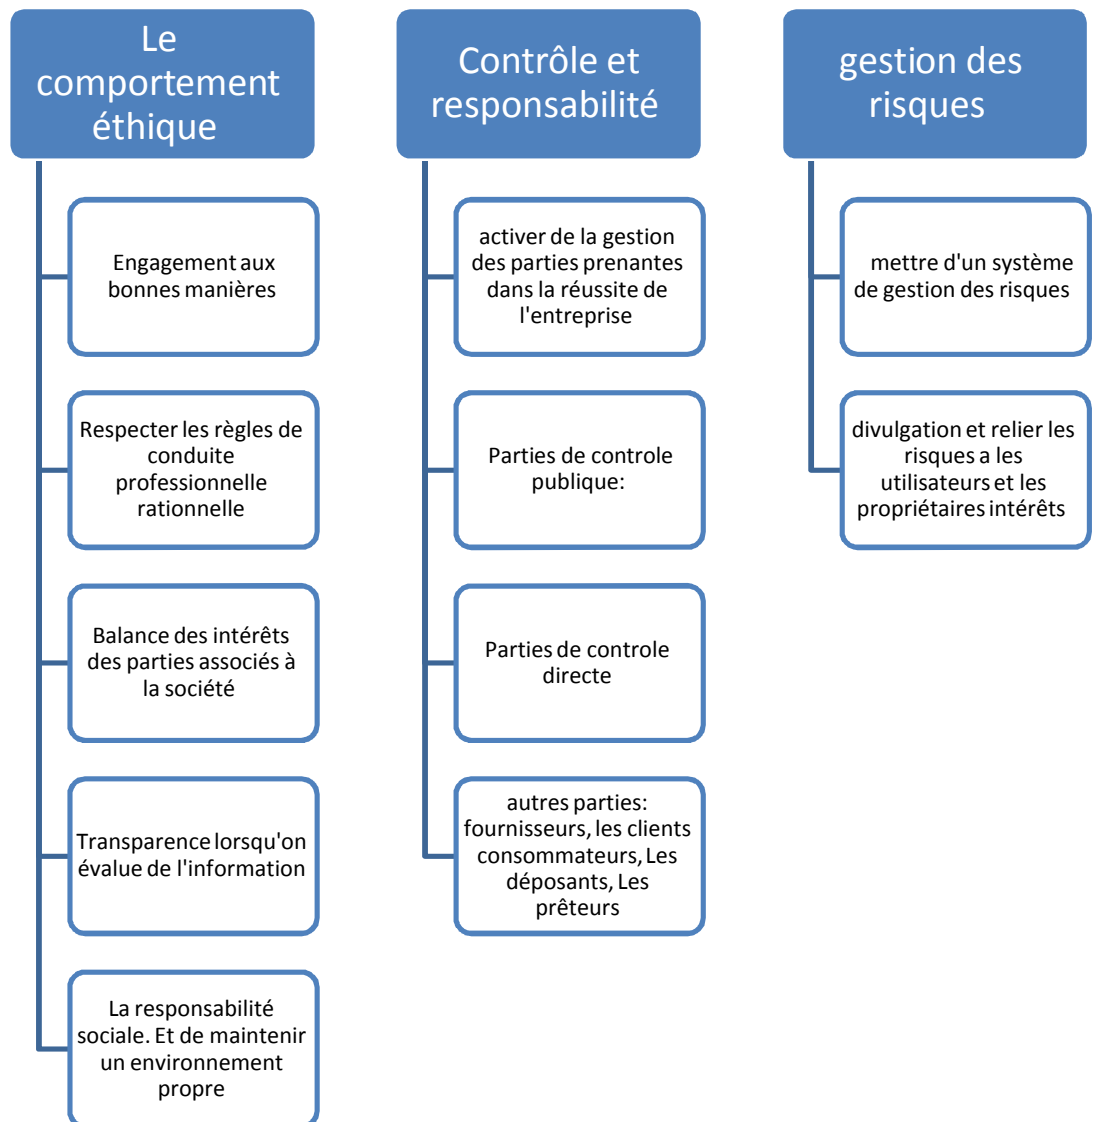 Le
comportement
éthique
Engagement aux
bonnes manières
Respecter les règles de
conduite
professionnelle
rationnelle
Balance des intérêts
des parties associés à
la société
Transparence lorsqu'on
évalue de l'information
La responsabilité
sociale. Et de maintenir
un environnement
propre
Contrôle et
responsabilité
activer de la gestion
des parties prenantes
dans la réussite de
l'entreprise
Parties de controle
publique:
Parties de controle
directe
autres parties:
fournisseurs, les clients
consommateurs, Les
déposants, Les
prêteurs
gestion des
risques
mettre d'un système
de gestion des risques
divulgation et relier les
risques a les
utilisateurs et les
propriétaires intérêts